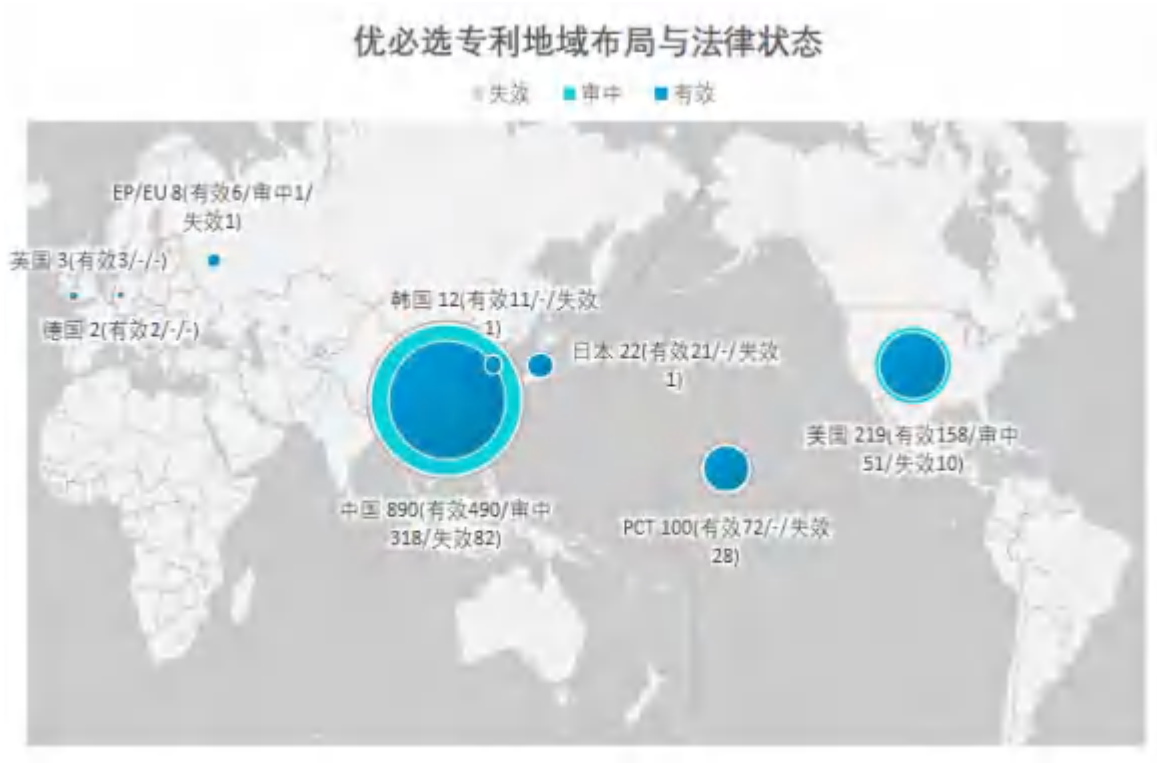 优必选专利地域布局与法律状态
失效 审中 有效
EP/EU 8(有效6/审中1/
失效1)
英国 3(有效3/-/-)
德国 2(有效2/-/-)
韩国 12(有效11/-/失效
1)
日本 22(有效21/-/失效
1)
美国 219(有效158/审中
51/失效10)
中国 890(有效490/审中
318/失效82)
PCT 100(有效72/-/失效
28)